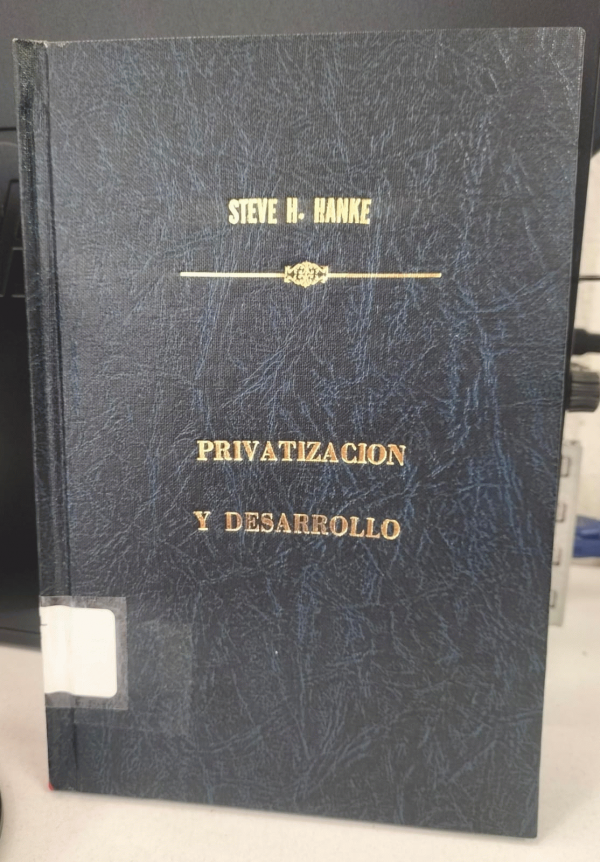 STEVE H. HANKE
PRIVATIZACION
Y DESARROLLO